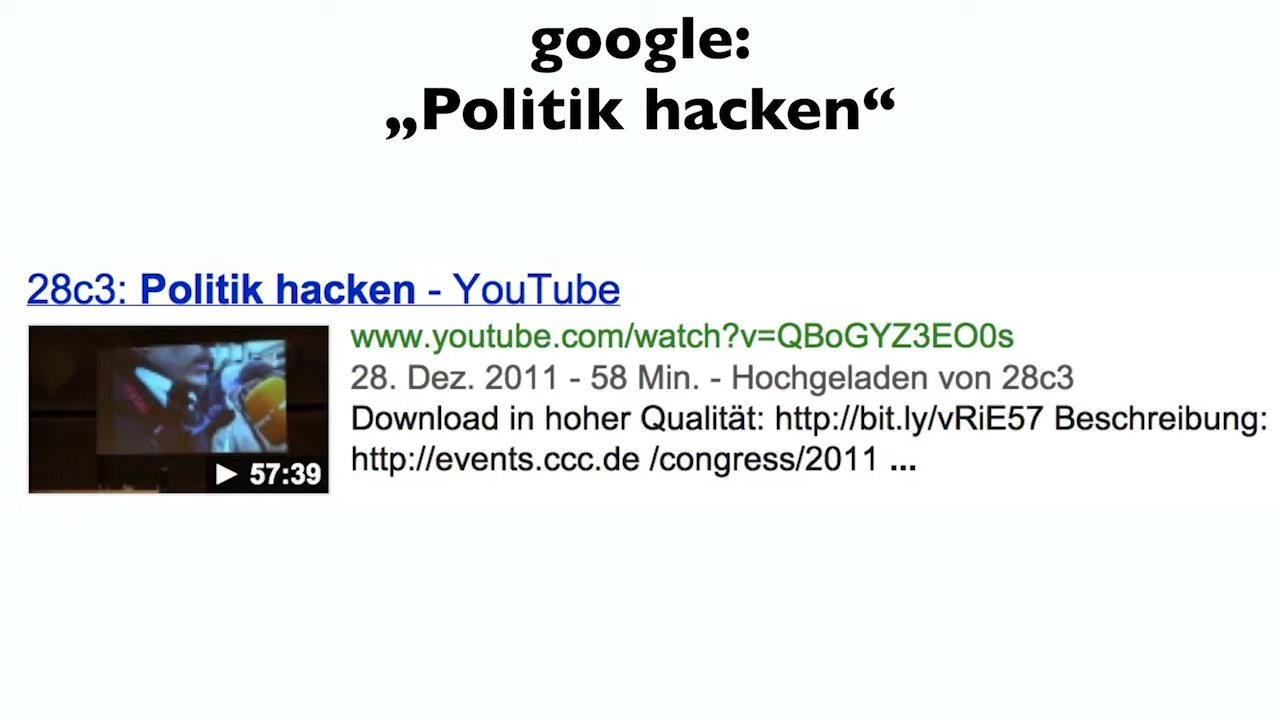 google:
„Politik hacken“
28c3: Politik hacken - YouTube
www.youtube.com/watch?v=QBoGYZ3EO0s
28. Dez. 2011 - 58 Min. - Hochgeladen von 28c3
Download in hoher Qualität: http://bit.ly/vRiE57 Beschreibung:
http://events.ccc.de /congress/2011 ...
57:39